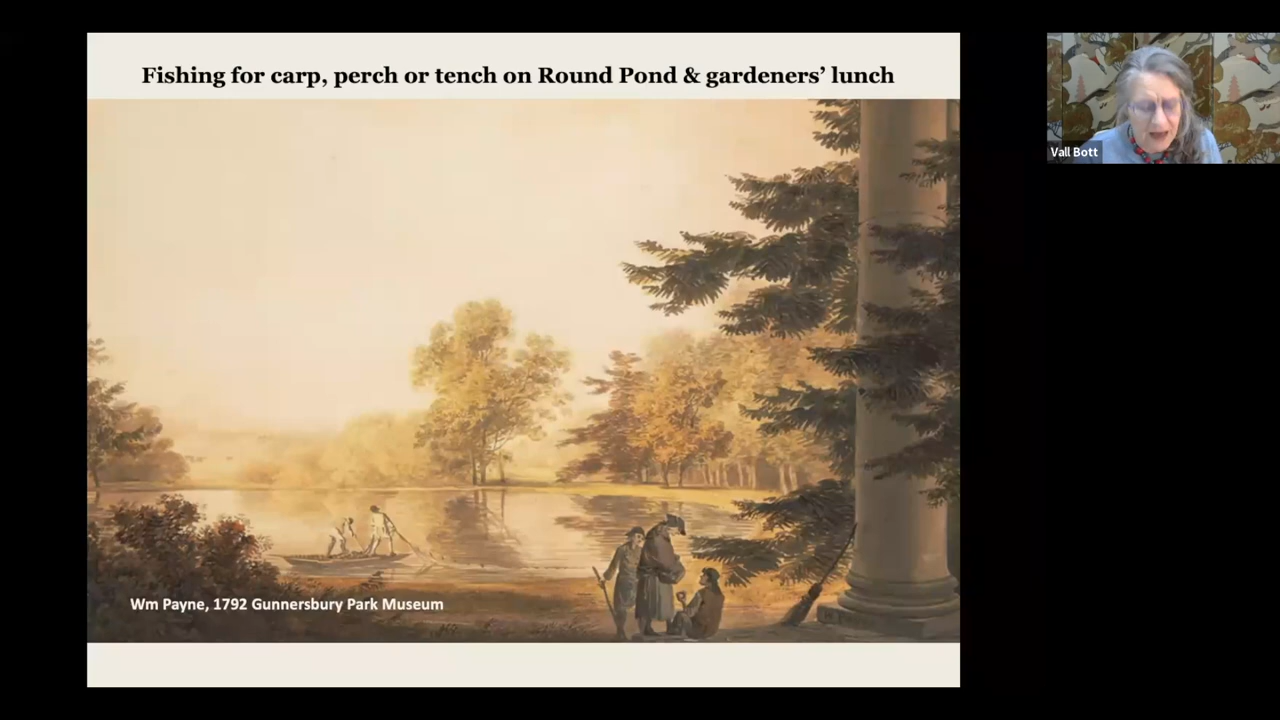 Fishing for carp, perch or tench on Round Pond & gardeners’ lunch
Vall Bott
Wm Payne, 1792 Gunnersbury Park Museum